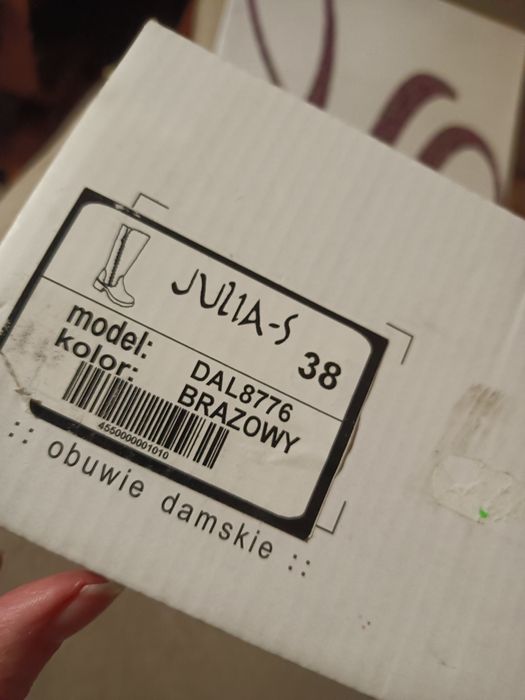 JULIA-S
38
model: DAL8776
kolor: BRAZOWY
4550000001010
:: obuwie damskie ::